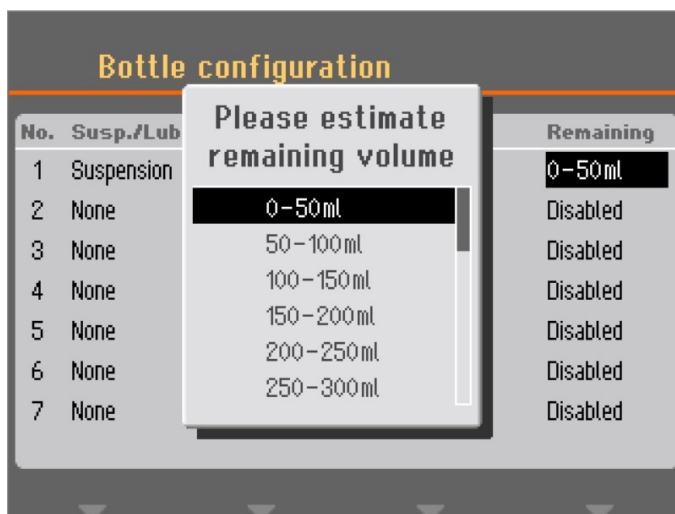 Bottle configuration
Please estimate
remaining volume
No. Susp./Lub Remaining
1 Suspension 0-50ml
2 None 0-50ml Disabled
3 None 50-100ml Disabled
4 None 100-150ml Disabled
5 None 150-200ml Disabled
6 None 200-250ml Disabled
7 None 250-300ml Disabled